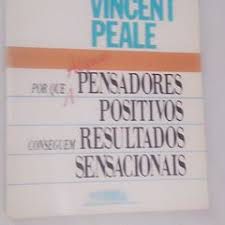 VINCENT
PEALE
POR QUE PENSADORES
POSITIVOS
CONSEGUEM RESULTADOS
SENSACIONAIS